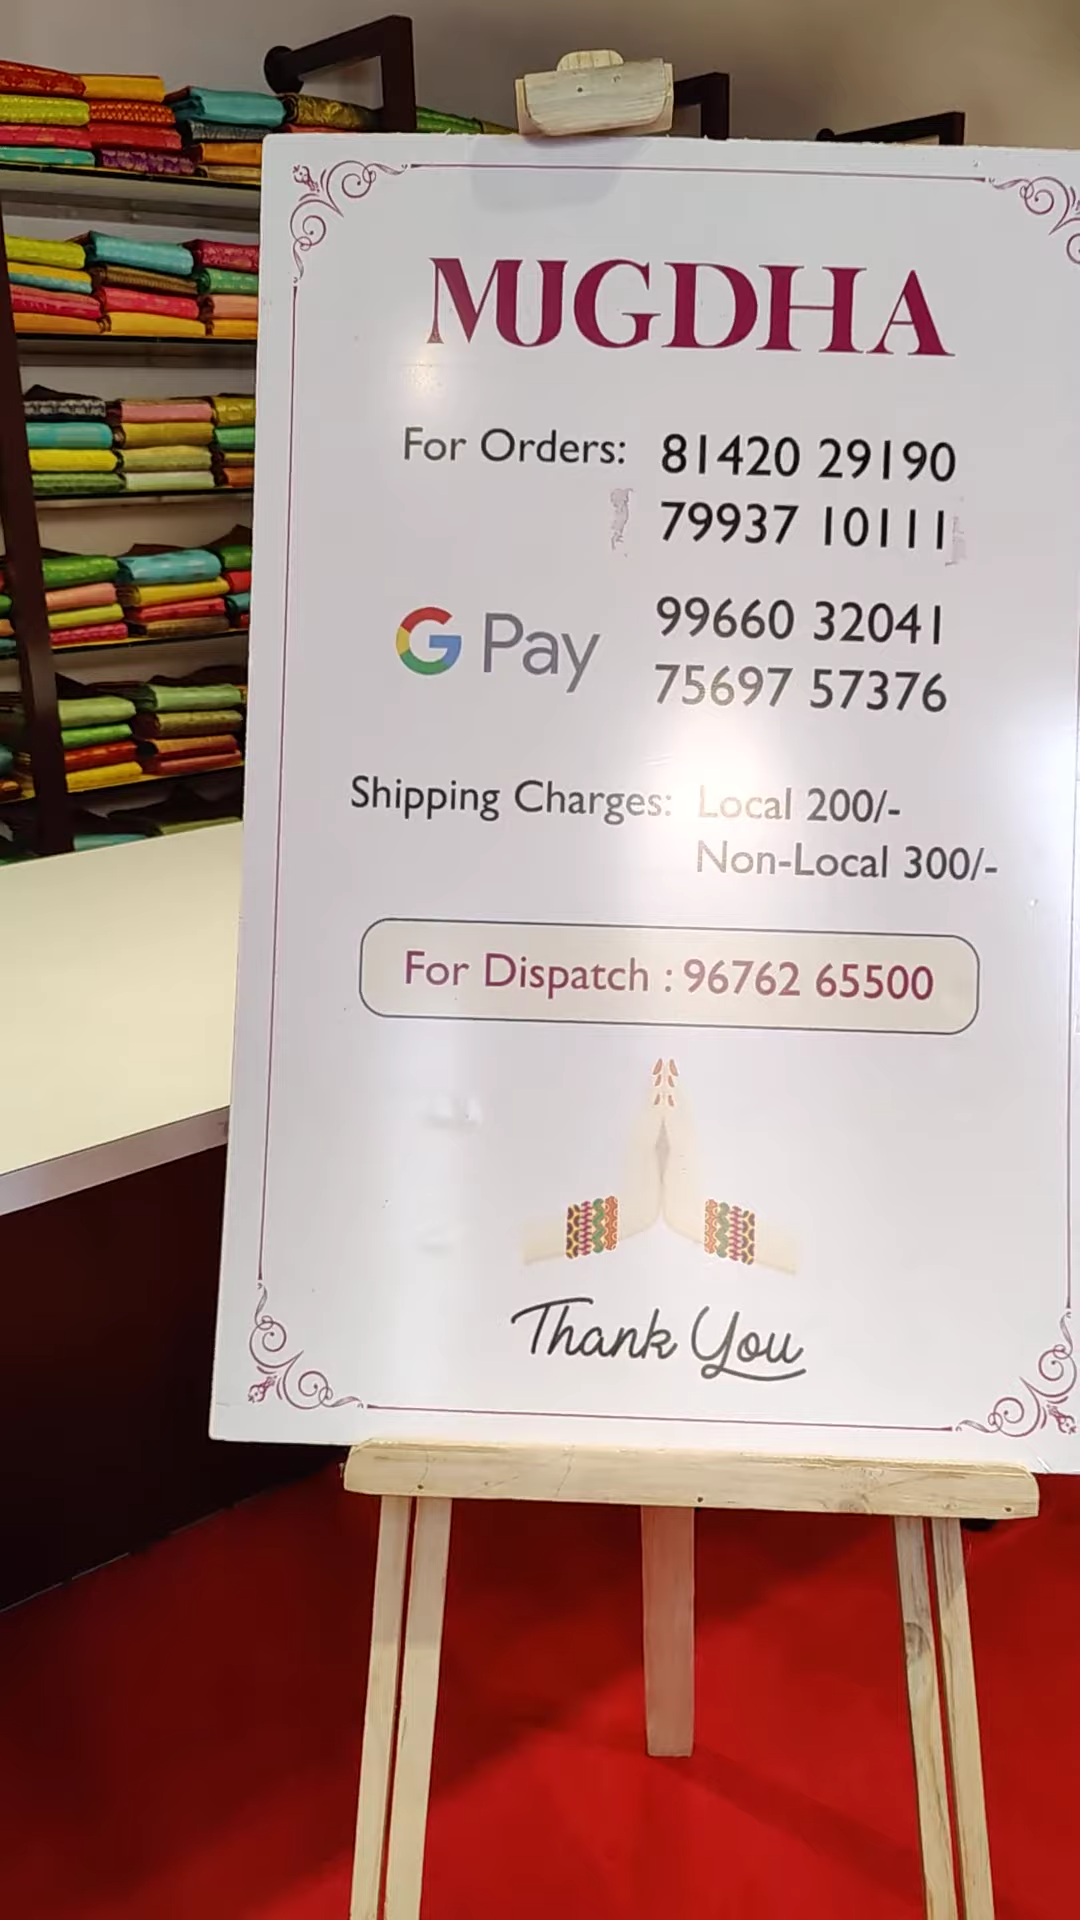 MUGDHA
For Orders: 81420 29190
79937 10111
G Pay 99660 32041
75697 57376
Shipping Charges: Local 200/-
Non-Local 300/-
For Dispatch : 96762 65500
Thank You